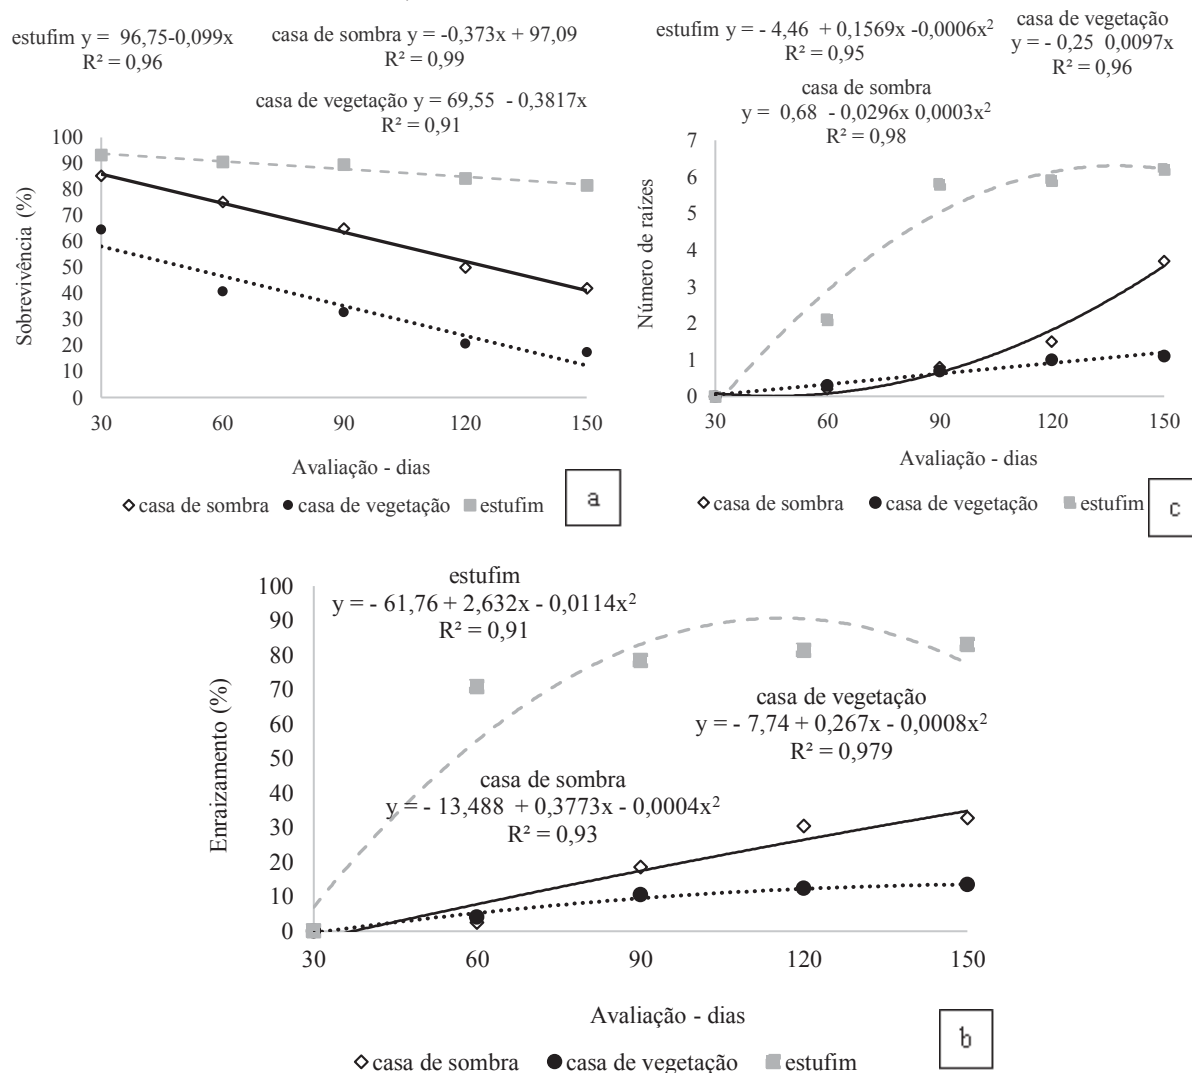 estufim y = 96,75-0,099x
R² = 0,96
casa de sombra y = -0,373x + 97,09
R² = 0,99
casa de vegetação y = 69,55 - 0,3817x
R² = 0,91
100
90
80
70
60
50
40
30
20
10
0
Sobrevivência (%)
30 60 90 120 150
Avaliação - dias
casa de sombra casa de vegetação estufim
a
estufim y = - 4,46 + 0,1569x -0,0006x²
R² = 0,95
casa de vegetação
y = - 0,25 0,0097x
R² = 0,96
casa de sombra
y = 0,68 - 0,0296x 0,0003x²
R² = 0,98
7
6
5
4
3
2
1
0
Número de raízes
30 60 90 120 150
Avaliação - dias
casa de sombra casa de vegetação estufim
c
estufim
y = - 61,76 + 2,632x - 0,0114x²
R² = 0,91
casa de vegetação
y = - 7,74 + 0,267x - 0,0008x²
R² = 0,979
casa de sombra
y = - 13,488 + 0,3773x - 0,0004x²
R² = 0,93
100
90
80
70
60
50
40
30
20
10
0
Enraizamento (%)
30 60 90 120 150
Avaliação - dias
casa de sombra casa de vegetação estufim
b